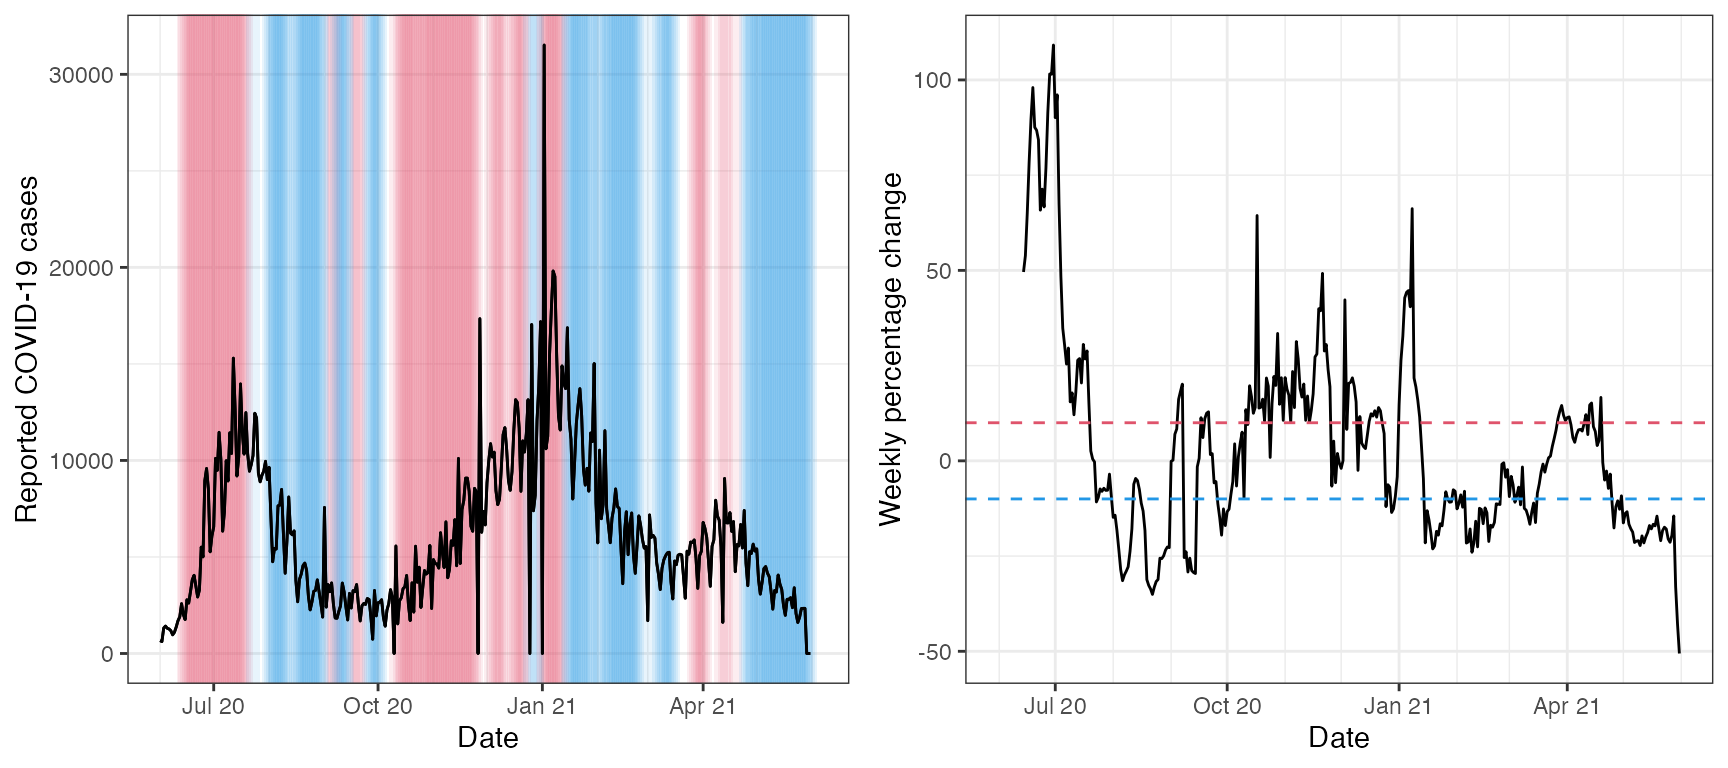 Reported COVID-19 cases
30000
20000
10000
0
Jul 20
Oct 20
Jan 21
Apr 21
Date
Weekly percentage change
100
50
0
-50
Jul 20
Oct 20
Jan 21
Apr 21
Date